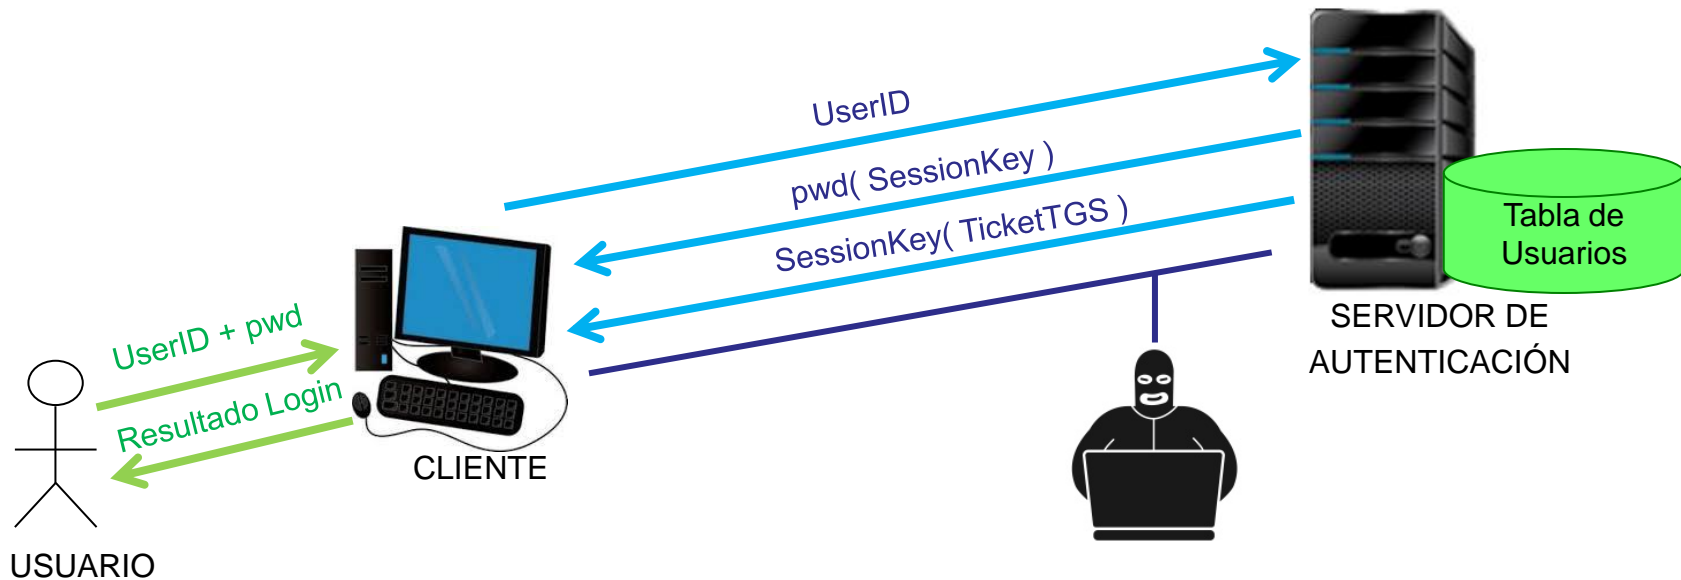 UserID
pwd( SessionKey )
SessionKey( TicketTGS )
Tabla de
Usuarios
SERVIDOR DE
AUTENTICACIÓN
UserID + pwd
Resultado Login
CLIENTE
USUARIO